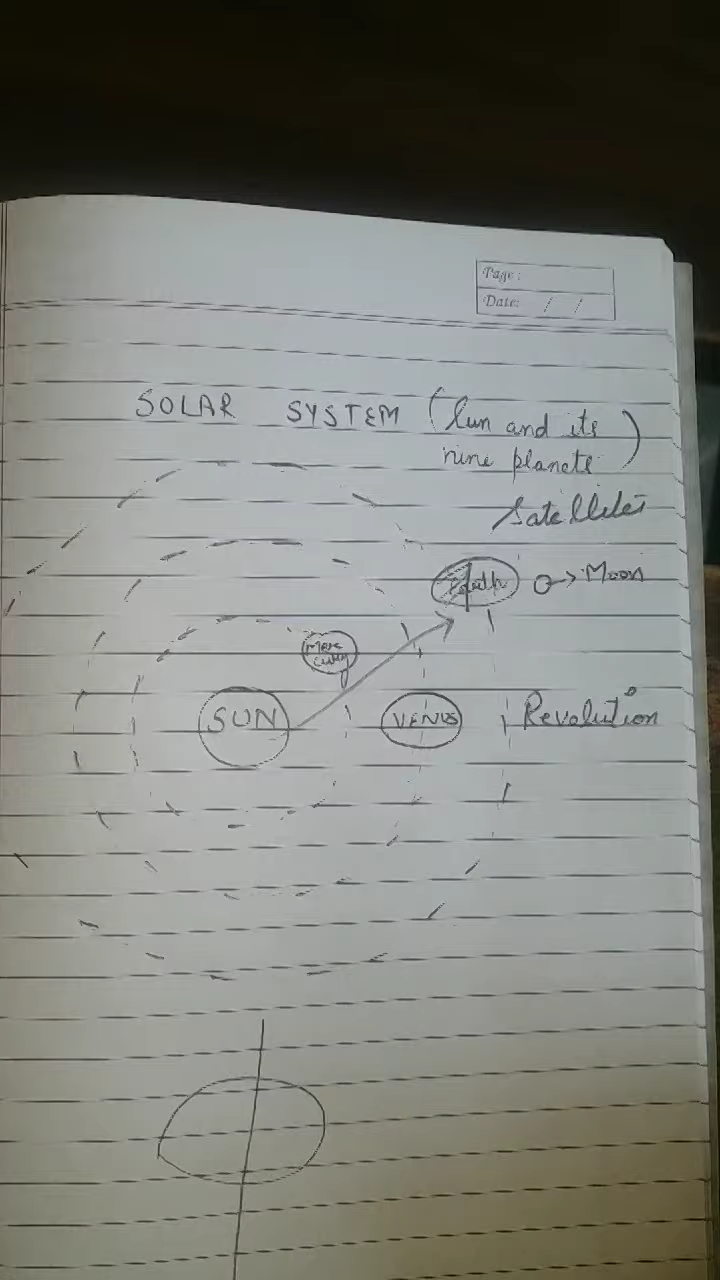 Page:
Date: / /
SOLAR SYSTEM (Sun and its
nine planets)
Satellites
Earth → Moon
Mercury
SUN
VENUS
Revolution